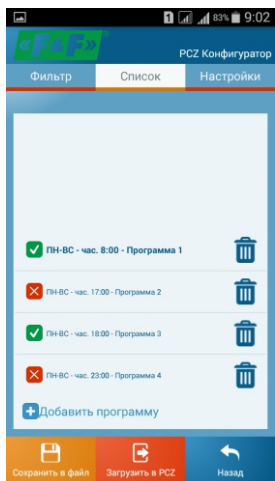 1 83% 9:02
«F&F»
PCZ Конфигуратор
Фильтр Список Настройки
ПН-ВС - час. 8:00 - Программа 1
ПН-ВС - час. 17:00 - Программа 2
ПН-ВС - час. 18:00 - Программа 3
ПН-ВС - час. 23:00 - Программа 4
Добавить программу
Сохранить в файл Загрузить в PCZ Назад